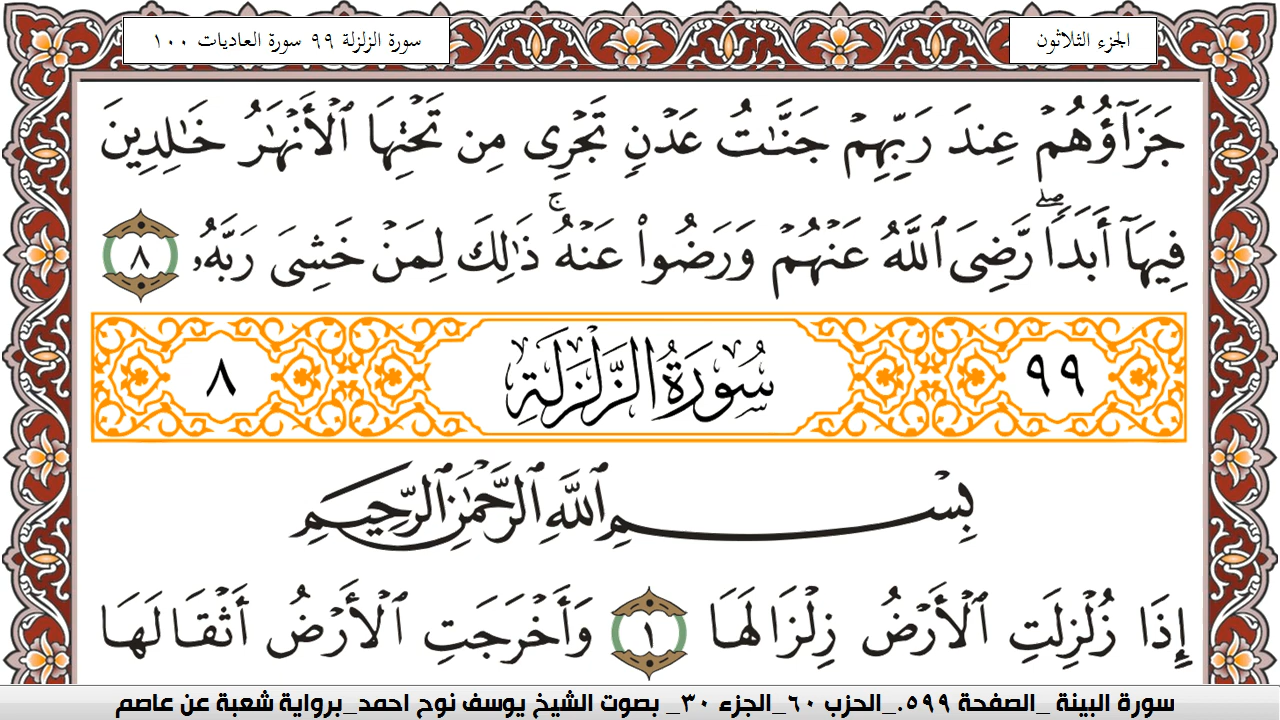 الجزء الثلاثون
سورة الزلزلة ٩٩ سورة العاديات ١٠٠
جَزَآؤُهُمْ عِندَ رَبِّهِمْ جَنَّٰتُ عَدْنٍ تَجْرِى مِن تَحْتِهَا ٱلْأَنْهَٰرُ خَٰلِدِينَ
فِيهَآ أَبَدًا ۖ رَّضِىَ ٱللَّهُ عَنْهُمْ وَرَضُوا۟ عَنْهُ ۚ ذَٰلِكَ لِمَنْ خَشِىَ رَبَّهُۥ ٨
٩٩ سُورَةُ الزَّلْزَلَةِ ٨
بِسْمِ ٱللَّهِ ٱلرَّحْمَٰنِ ٱلرَّحِيمِ
إِذَا زُلْزِلَتِ ٱلْأَرْضُ زِلْزَالَهَا ١ وَأَخْرَجَتِ ٱلْأَرْضُ أَثْقَالَهَا
سورة البينة _الصفحة ٥٩٩._الحزب ٦٠_الجزء ٣٠_ بصوت الشيخ يوسف نوح احمد_برواية شعبة عن عاصم